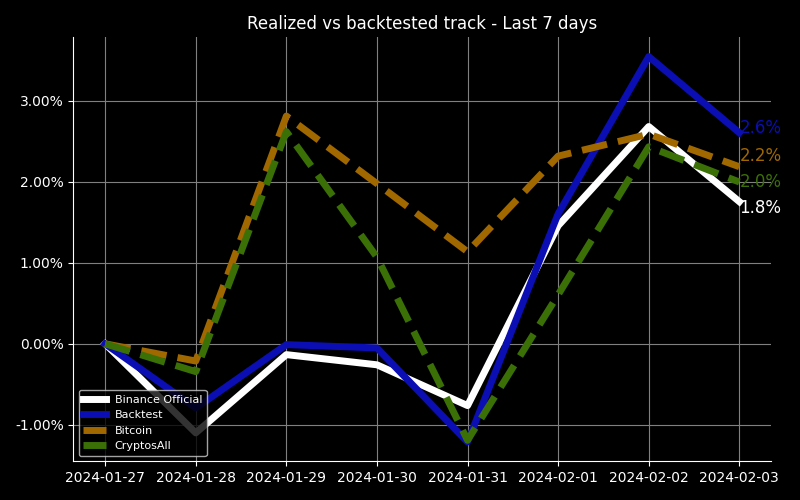 Realized vs backtested track - Last 7 days
3.00%
2.00%
1.00%
0.00%
-1.00%
2.6%
2.2%
2.0%
1.8%
Binance Official
Backtest
Bitcoin
CryptosAll
2024-01-27 2024-01-28 2024-01-29 2024-01-30 2024-01-31 2024-02-01 2024-02-02 2024-02-03